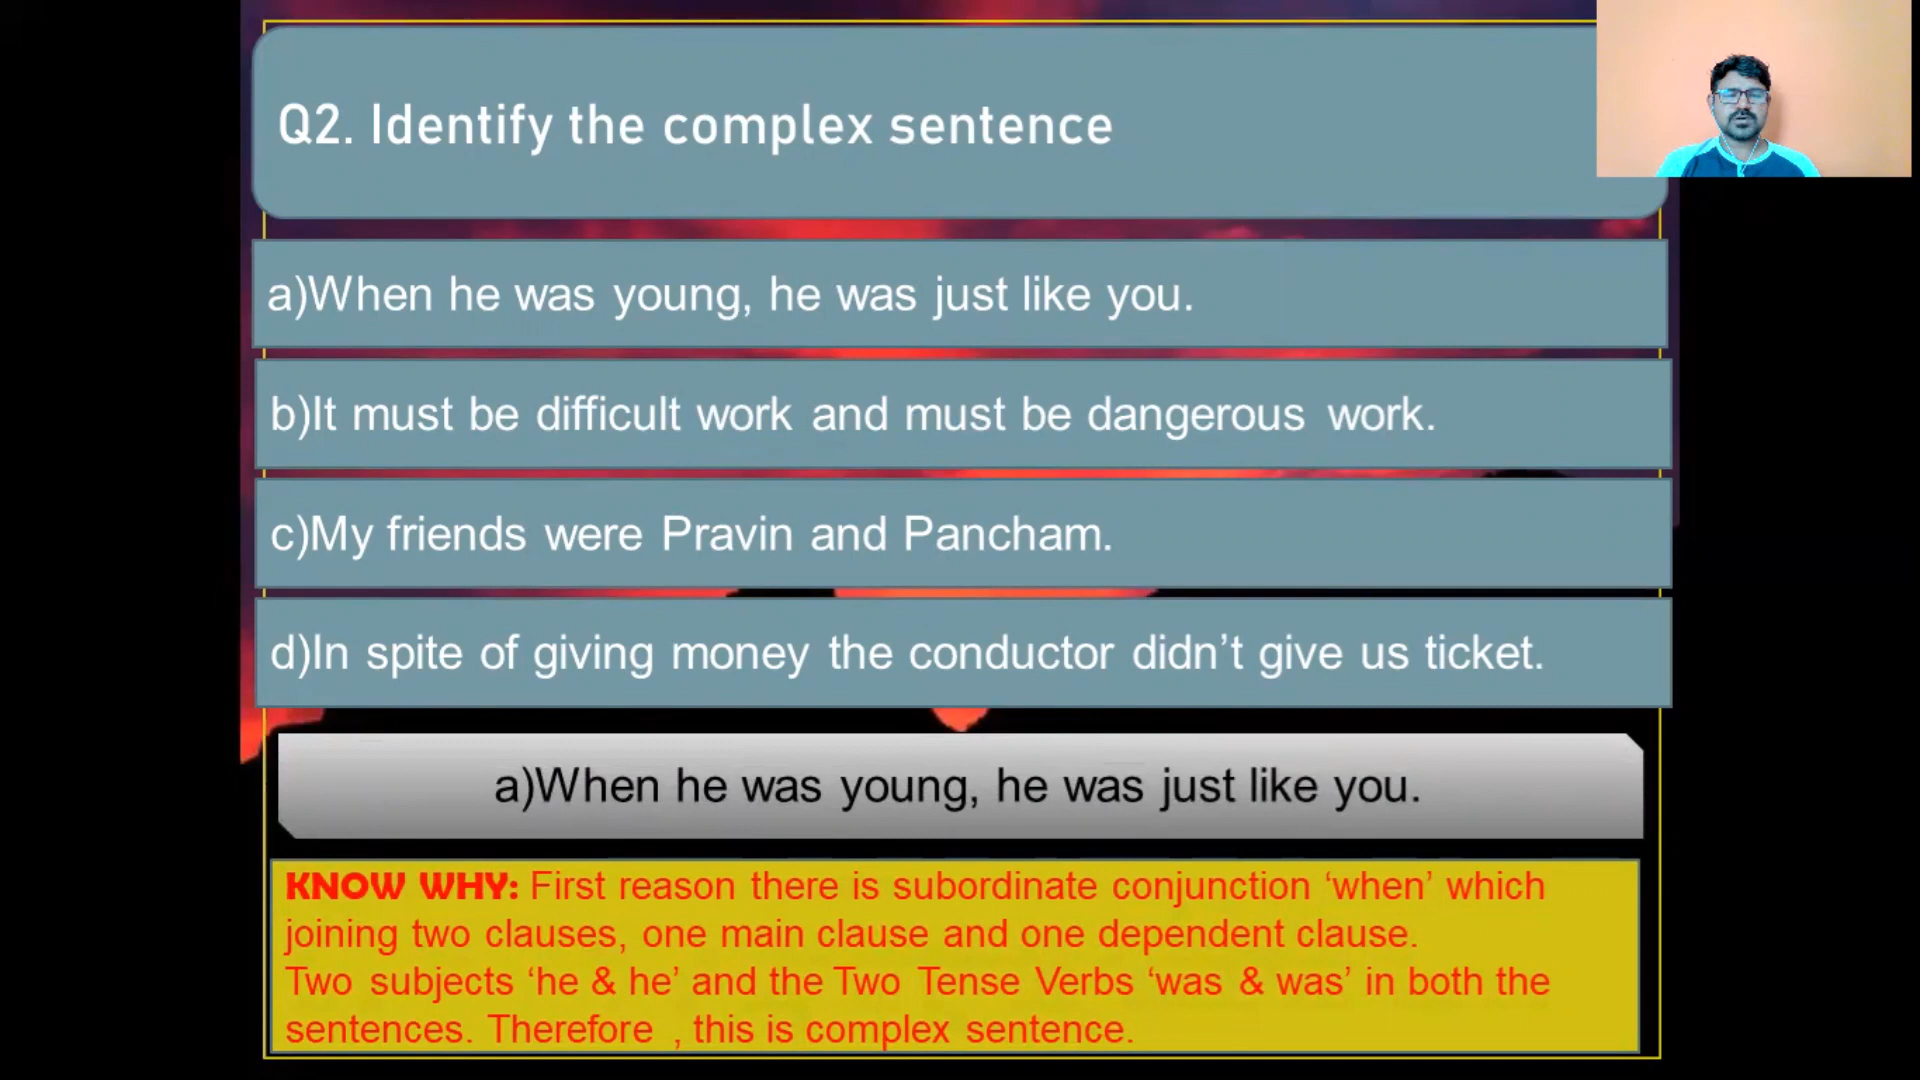 Q2. Identify the complex sentence
a)When he was young, he was just like you.
b)It must be difficult work and must be dangerous work.
c)My friends were Pravin and Pancham.
d)In spite of giving money the conductor didn’t give us ticket.
a)When he was young, he was just like you.
KNOW WHY: First reason there is subordinate conjunction ‘when’ which
joining two clauses, one main clause and one dependent clause.
Two subjects ‘he & he’ and the Two Tense Verbs ‘was & was’ in both the
sentences. Therefore , this is complex sentence.